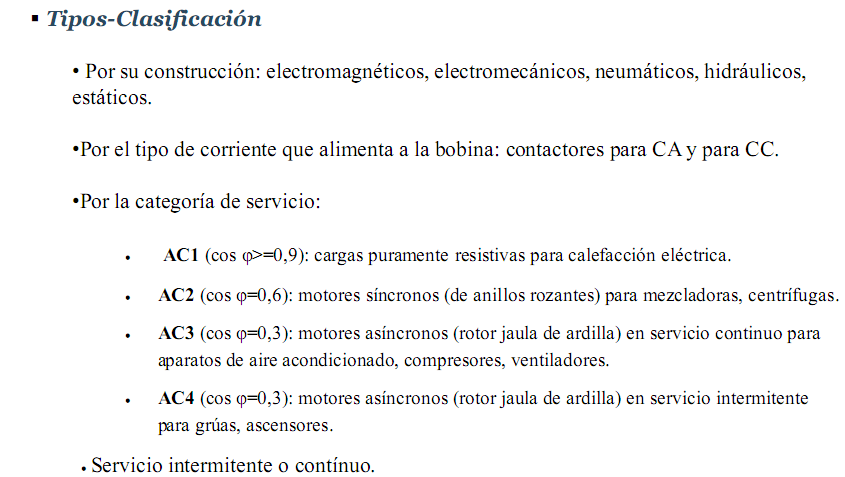 ▪ Tipos-Clasificación
• Por su construcción: electromagnéticos, electromecánicos, neumáticos, hidráulicos,
estáticos.
•Por el tipo de corriente que alimenta a la bobina: contactores para CA y para CC.
•Por la categoría de servicio:
• AC1 (cos φ>=0,9): cargas puramente resistivas para calefacción eléctrica.
• AC2 (cos φ=0,6): motores síncronos (de anillos rozantes) para mezcladoras, centrífugas.
• AC3 (cos φ=0,3): motores asíncronos (rotor jaula de ardilla) en servicio continuo para
aparatos de aire acondicionado, compresores, ventiladores.
• AC4 (cos φ=0,3): motores asíncronos (rotor jaula de ardilla) en servicio intermitente
para grúas, ascensores.
• Servicio intermitente o contínuo.